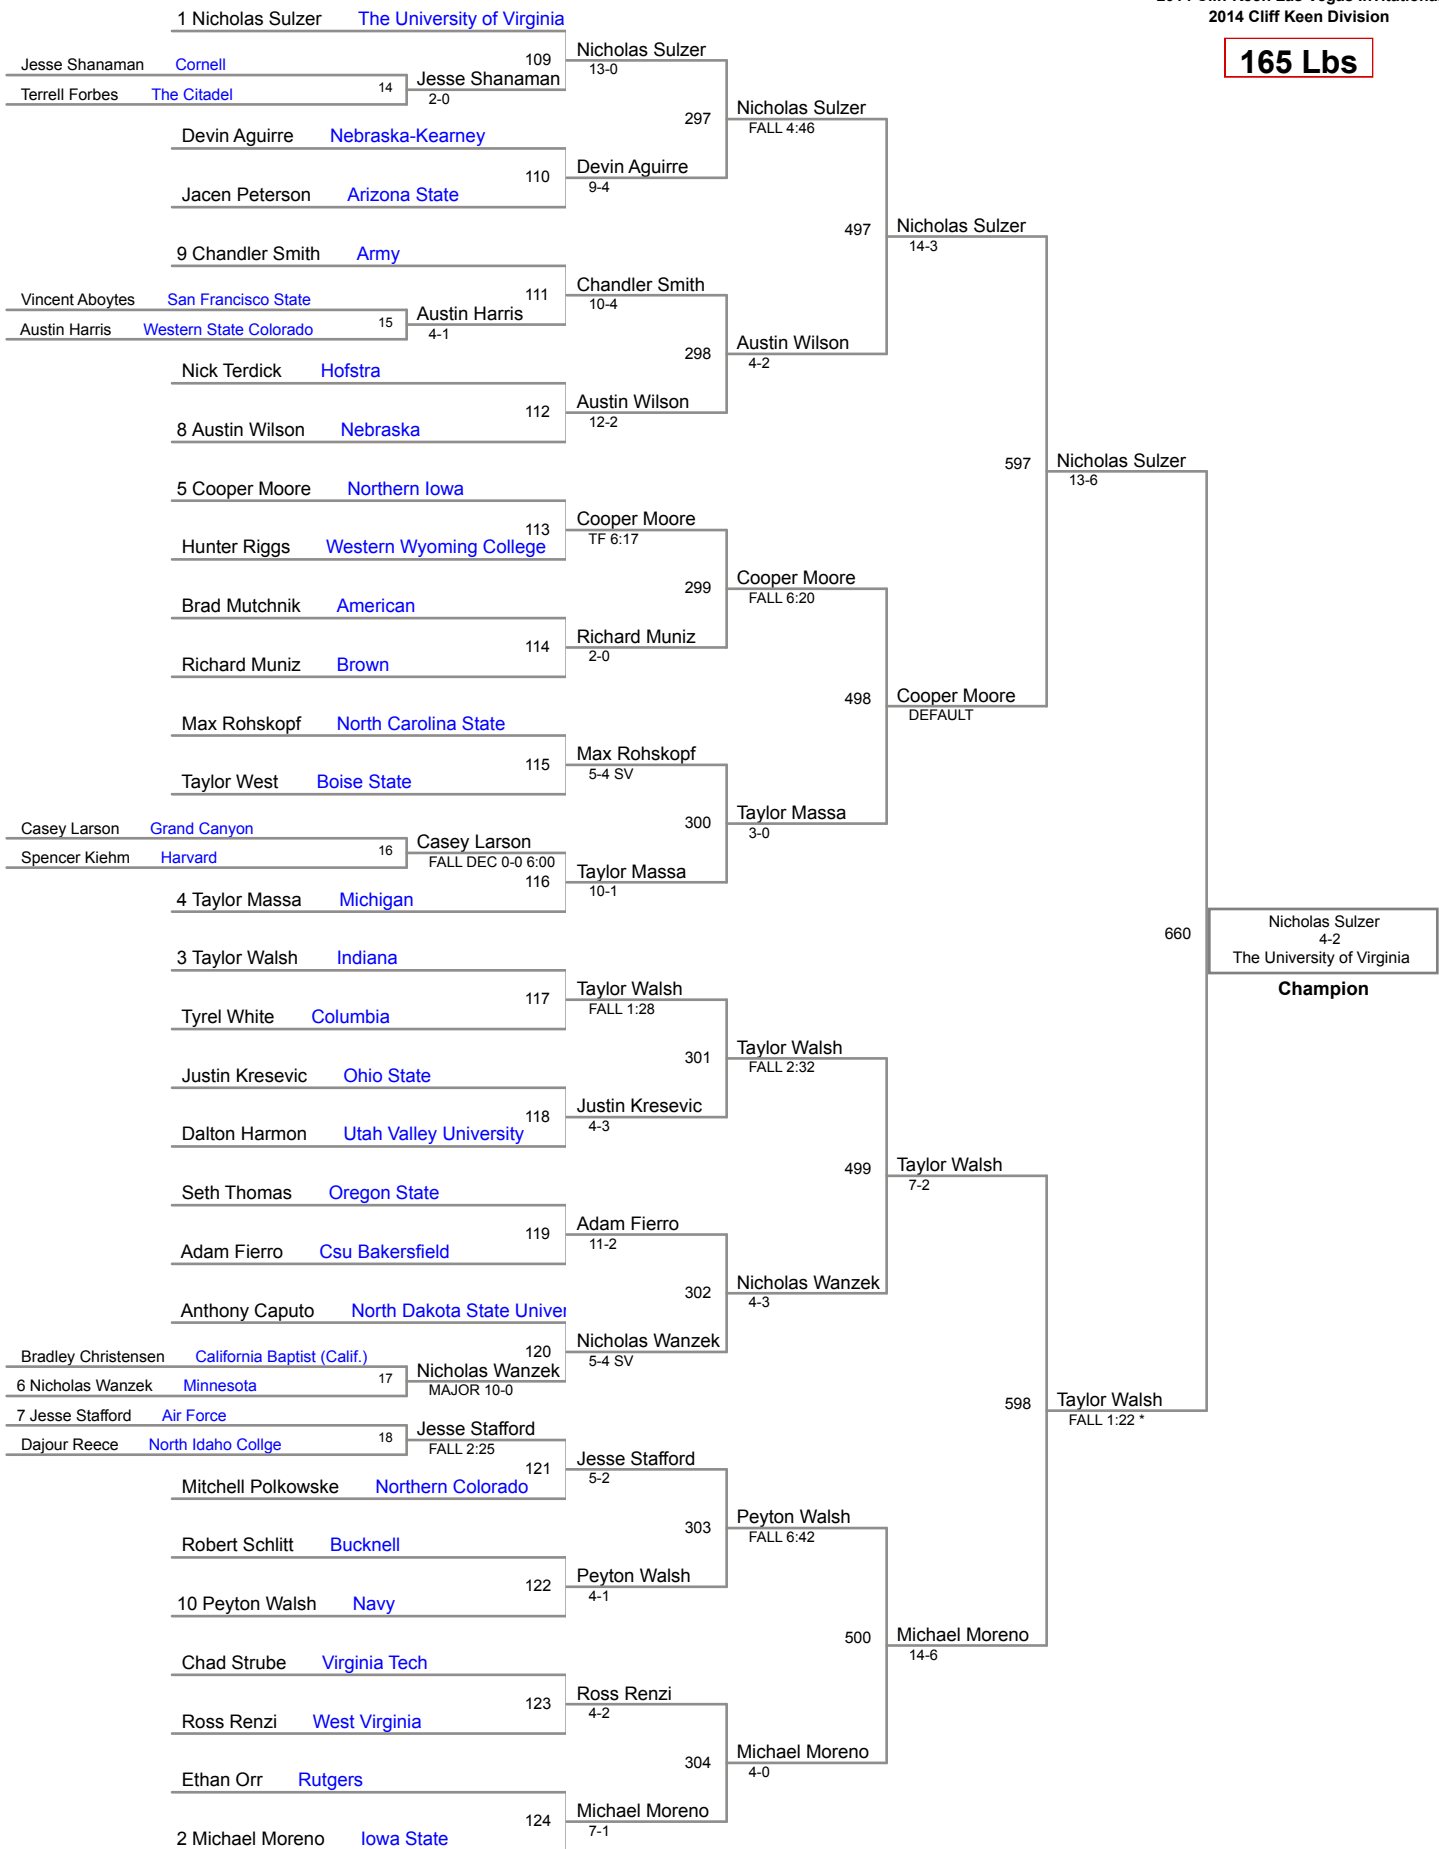 2014 Cliff Keen Division
165 Lbs
1 Nicholas Sulzer The University of Virginia
109
Nicholas Sulzer
13-0
Jesse Shanaman Cornell
Terrell Forbes The Citadel
14
Jesse Shanaman
2-0
297
Nicholas Sulzer
FALL 4:46
Devin Aguirre Nebraska-Kearney
110
Devin Aguirre
9-4
Jacen Peterson Arizona State
497
Nicholas Sulzer
14-3
9 Chandler Smith Army
111
Chandler Smith
10-4
Vincent Aboytes San Francisco State
Austin Harris Western State Colorado
15
Austin Harris
4-1
298
Austin Wilson
4-2
Nick Terdick Hofstra
112
Austin Wilson
12-2
8 Austin Wilson Nebraska
597
Nicholas Sulzer
13-6
5 Cooper Moore Northern Iowa
113
Cooper Moore
TF 6:17
Hunter Riggs Western Wyoming College
299
Cooper Moore
FALL 6:20
Brad Mutchnik American
114
Richard Muniz
2-0
Richard Muniz Brown
498
Cooper Moore
DEFAULT
Max Rohskopf North Carolina State
115
Max Rohskopf
5-4 SV
Taylor West Boise State
300
Taylor Massa
3-0
Casey Larson Grand Canyon
Spencer Kiehm Harvard
16
Casey Larson
FALL DEC 0-0 6:00
116
Taylor Massa
10-1
4 Taylor Massa Michigan
660
Nicholas Sulzer
4-2
The University of Virginia
Champion
3 Taylor Walsh Indiana
117
Taylor Walsh
FALL 1:28
Tyrel White Columbia
301
Taylor Walsh
FALL 2:32
Justin Kresevic Ohio State
118
Justin Kresevic
4-3
Dalton Harmon Utah Valley University
499
Taylor Walsh
7-2
Seth Thomas Oregon State
119
Adam Fierro
11-2
Adam Fierro Csu Bakersfield
302
Nicholas Wanzek
4-3
Anthony Caputo North Dakota State Univer
120
Nicholas Wanzek
5-4 SV
Bradley Christensen California Baptist (Calif.)
6 Nicholas Wanzek Minnesota
17
Nicholas Wanzek
MAJOR 10-0
598
Taylor Walsh
FALL 1:22 *
7 Jesse Stafford Air Force
Dajour Reece North Idaho Collge
18
Jesse Stafford
FALL 2:25
121
Jesse Stafford
5-2
Mitchell Polkowske Northern Colorado
303
Peyton Walsh
FALL 6:42
Robert Schlitt Bucknell
122
Peyton Walsh
4-1
10 Peyton Walsh Navy
500
Michael Moreno
14-6
Chad Strube Virginia Tech
123
Ross Renzi
4-2
Ross Renzi West Virginia
304
Michael Moreno
4-0
Ethan Orr Rutgers
124
Michael Moreno
7-1
2 Michael Moreno Iowa State